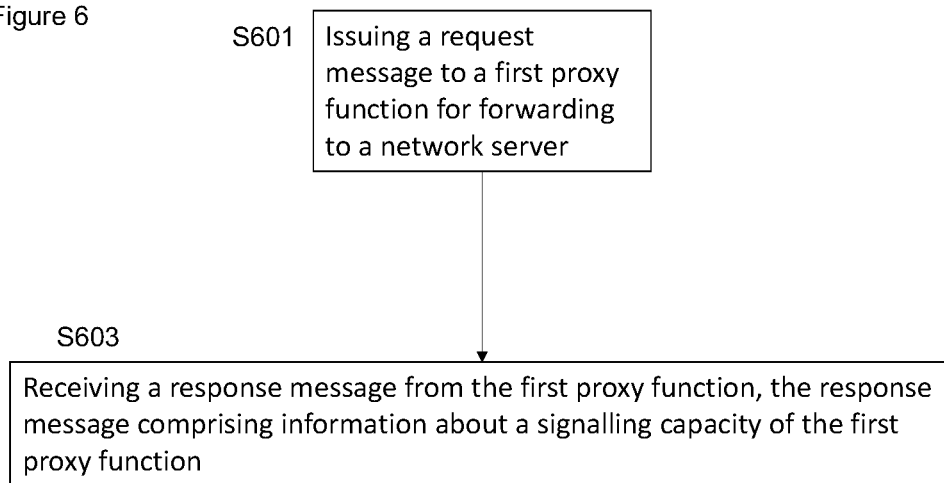 Figure 6
S601
Issuing a request
message to a first proxy
function for forwarding
to a network server
S603
Receiving a response message from the first proxy function, the response
message comprising information about a signalling capacity of the first
proxy function